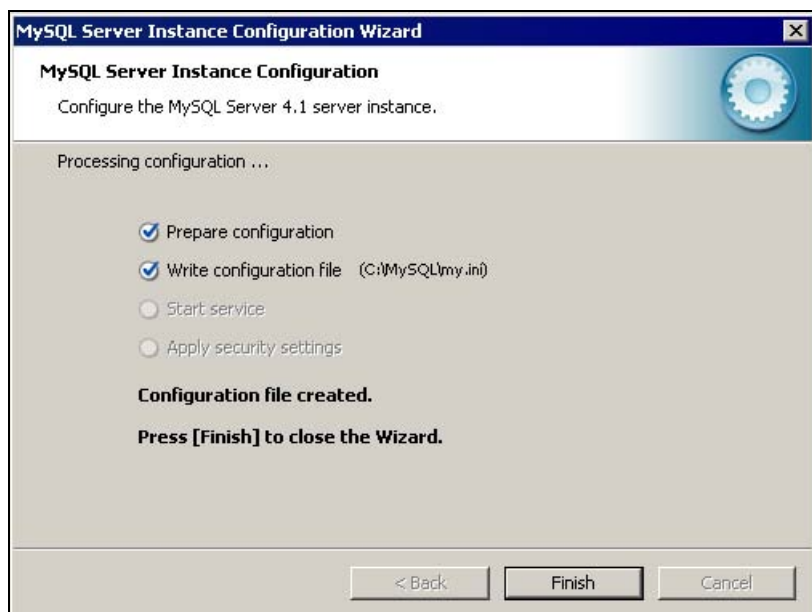 MySQL Server Instance Configuration Wizard
MySQL Server Instance Configuration
Configure the MySQL Server 4.1 server instance.
Processing configuration ...
Prepare configuration
Write configuration file (C:\MySQL\my.ini)
Start service
Apply security settings
Configuration file created.
Press [Finish] to close the Wizard.
< Back Finish Cancel